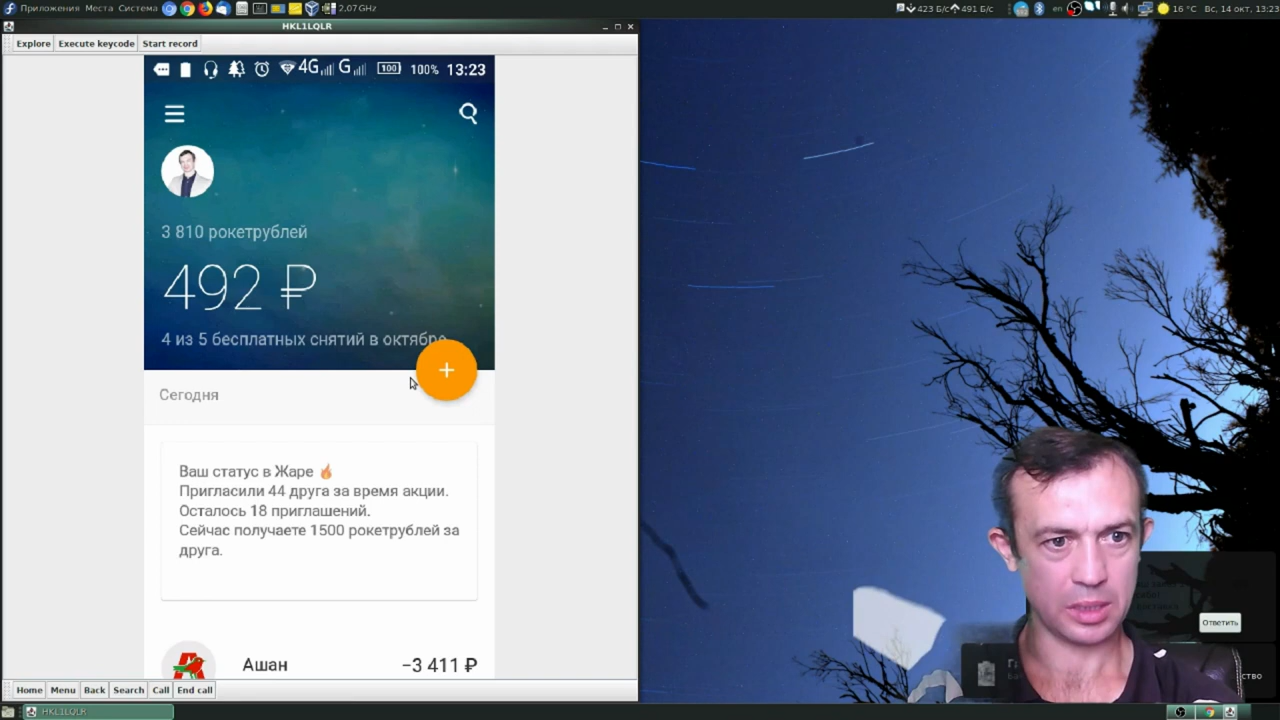 Приложения Места Система 2,07 GHz 423 Б/с 491 Б/с en 16 °C Вс, 14 окт, 13:23
HKL1LQLR
Explore Execute keycode Start record
4G G 100 100% 13:23
3 810 рокетрублей
492 ₽
4 из 5 бесплатных снятий в октябре
+
Сегодня
Ваш статус в Жаре 🔥
Пригласили 44 друга за время акции.
Осталось 18 приглашений.
Сейчас получаете 1500 рокетрублей за
друга.
Ответить
Ашан −3 411 ₽
ство
Home Menu Back Search Call End call
HKL1LQLR